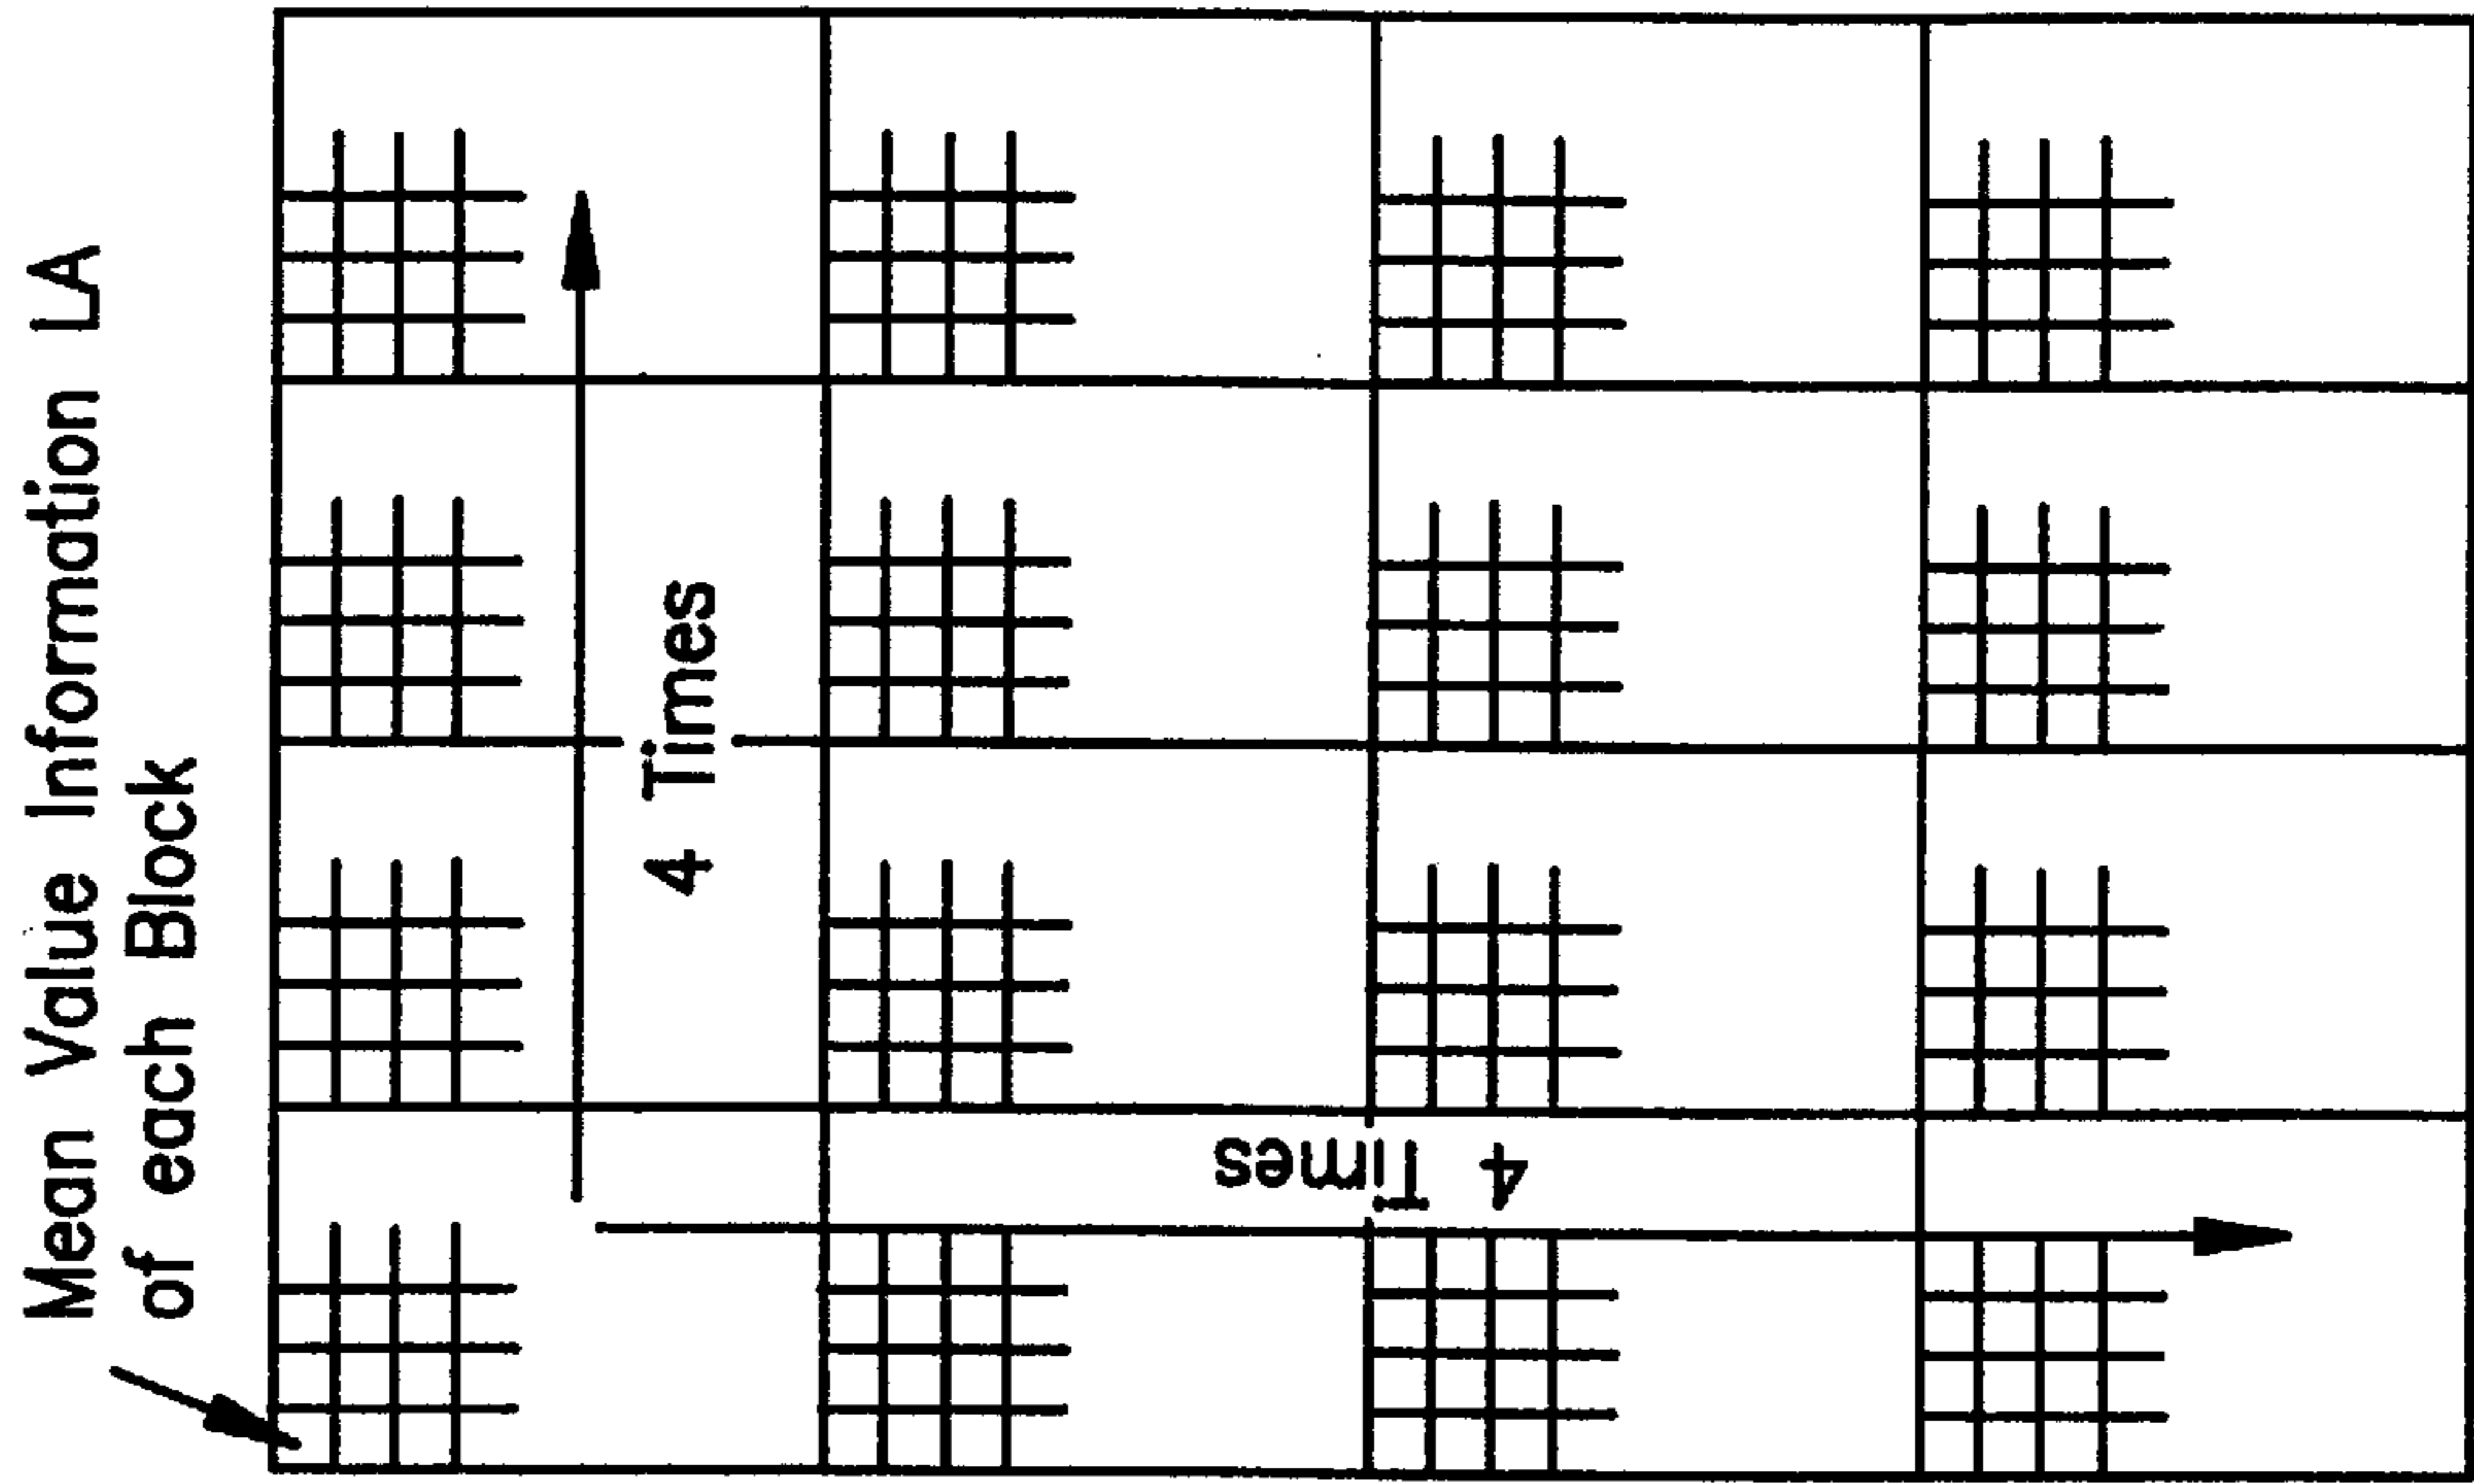 Mean Value Information LA
of each Block
4 Times
4 Times